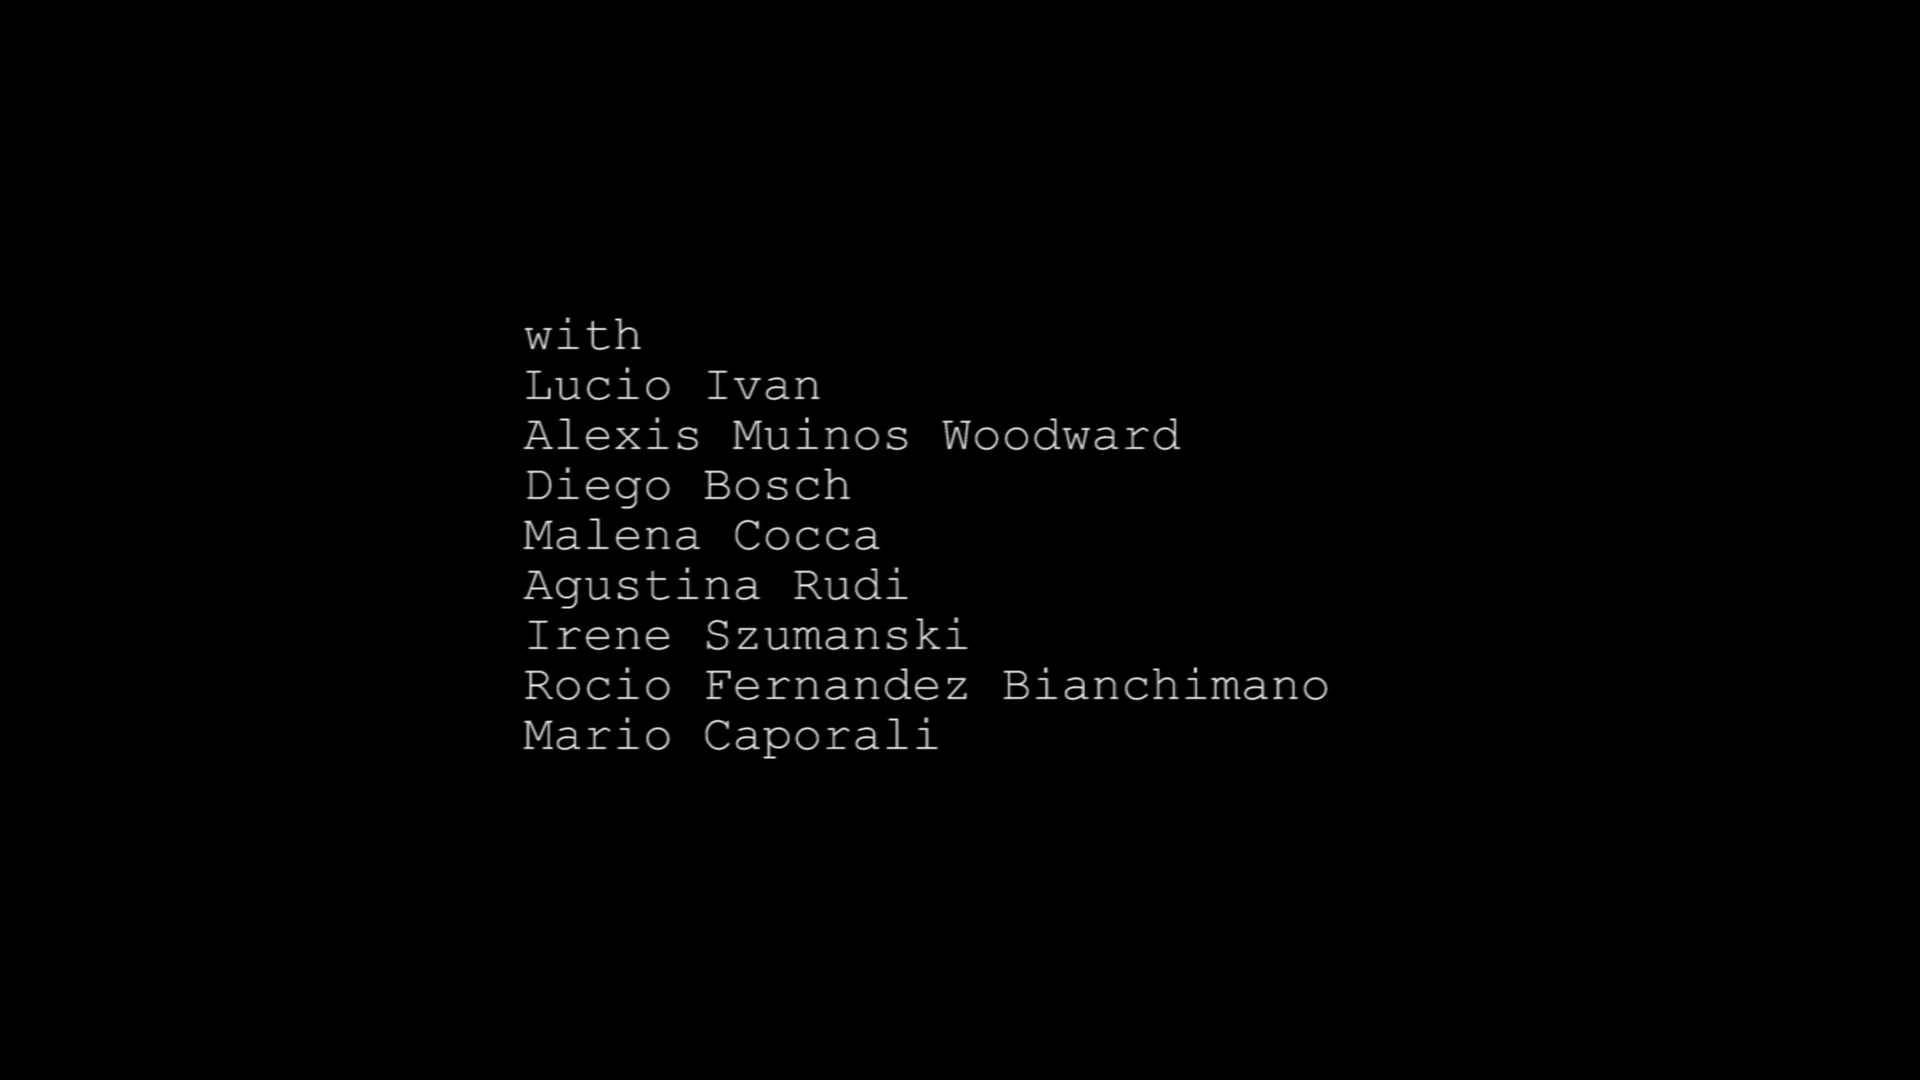 with
Lucio Ivan
Alexis Muinos Woodward
Diego Bosch
Malena Cocca
Agustina Rudi
Irene Szumanski
Rocio Fernandez Bianchimano
Mario Caporali